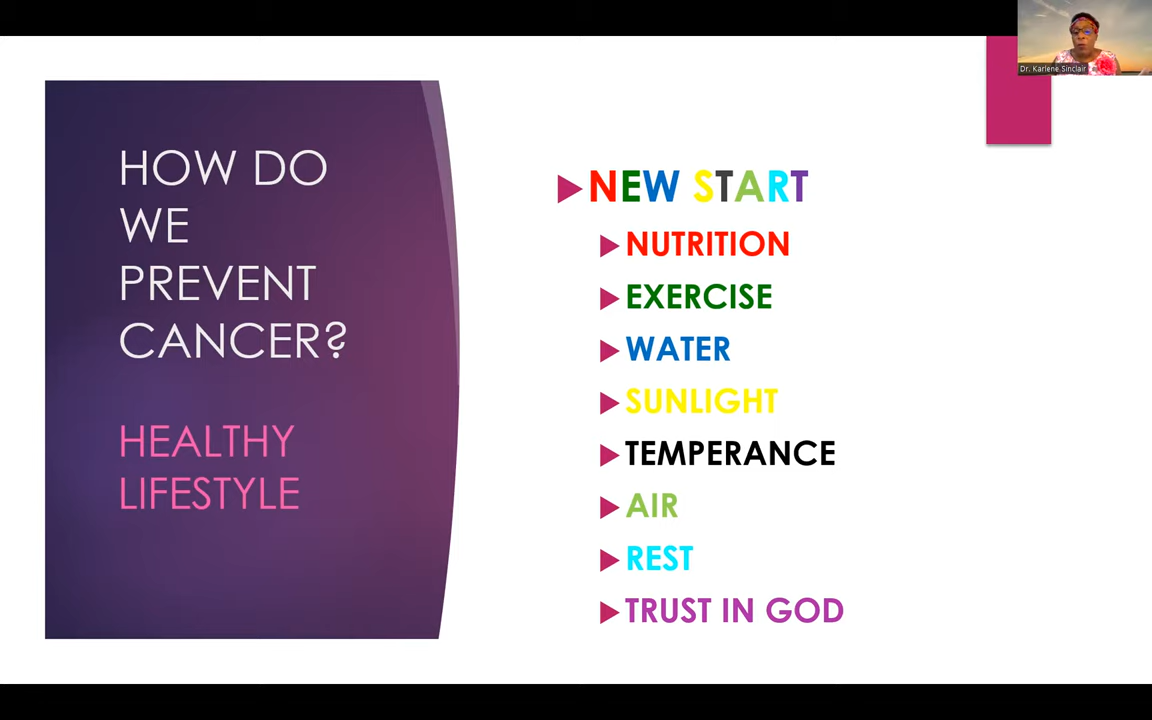 HOW DO
WE
PREVENT
CANCER?
HEALTHY
LIFESTYLE
NEW START
NUTRITION
EXERCISE
WATER
SUNLIGHT
TEMPERANCE
AIR
REST
TRUST IN GOD
Dr. Karlene Sinclair